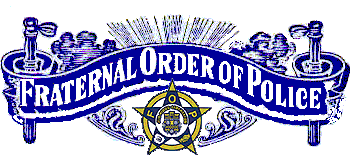 FRATERNAL ORDER OF POLICE
F O P